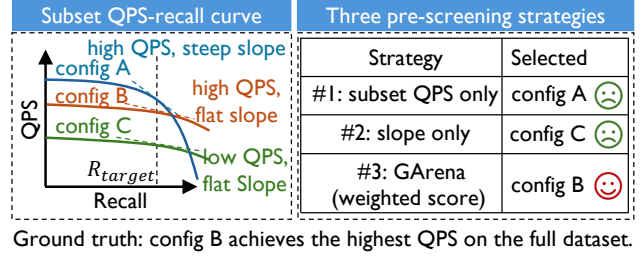 Subset QPS-recall curve
high QPS, steep slope
config A
high QPS,
flat slope
config B
config C
low QPS,
flat Slope
QPS
R_target
Recall
Three pre-screening strategies
Strategy Selected
#1: subset QPS only config A
#2: slope only config C
#3: GArena
(weighted score) config B
Ground truth: config B achieves the highest QPS on the full dataset.